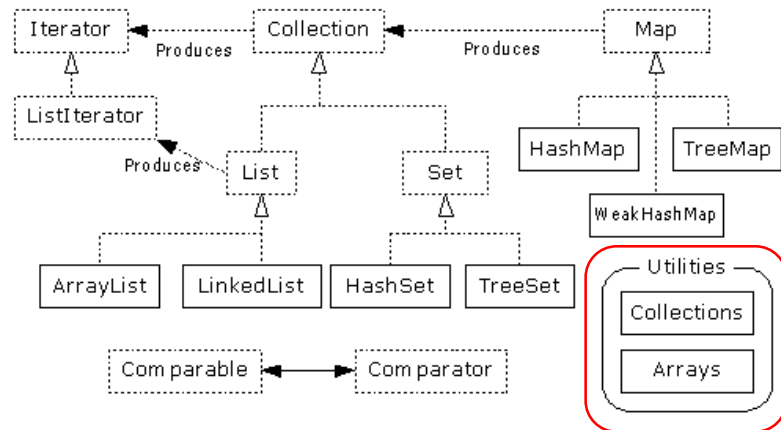 Iterator
Produces
Collection
Produces
Map
ListIterator
Produces
List
Set
HashMap
TreeMap
WeakHashMap
ArrayList
LinkedList
HashSet
TreeSet
Utilities
Collections
Arrays
Comparable
Comparator